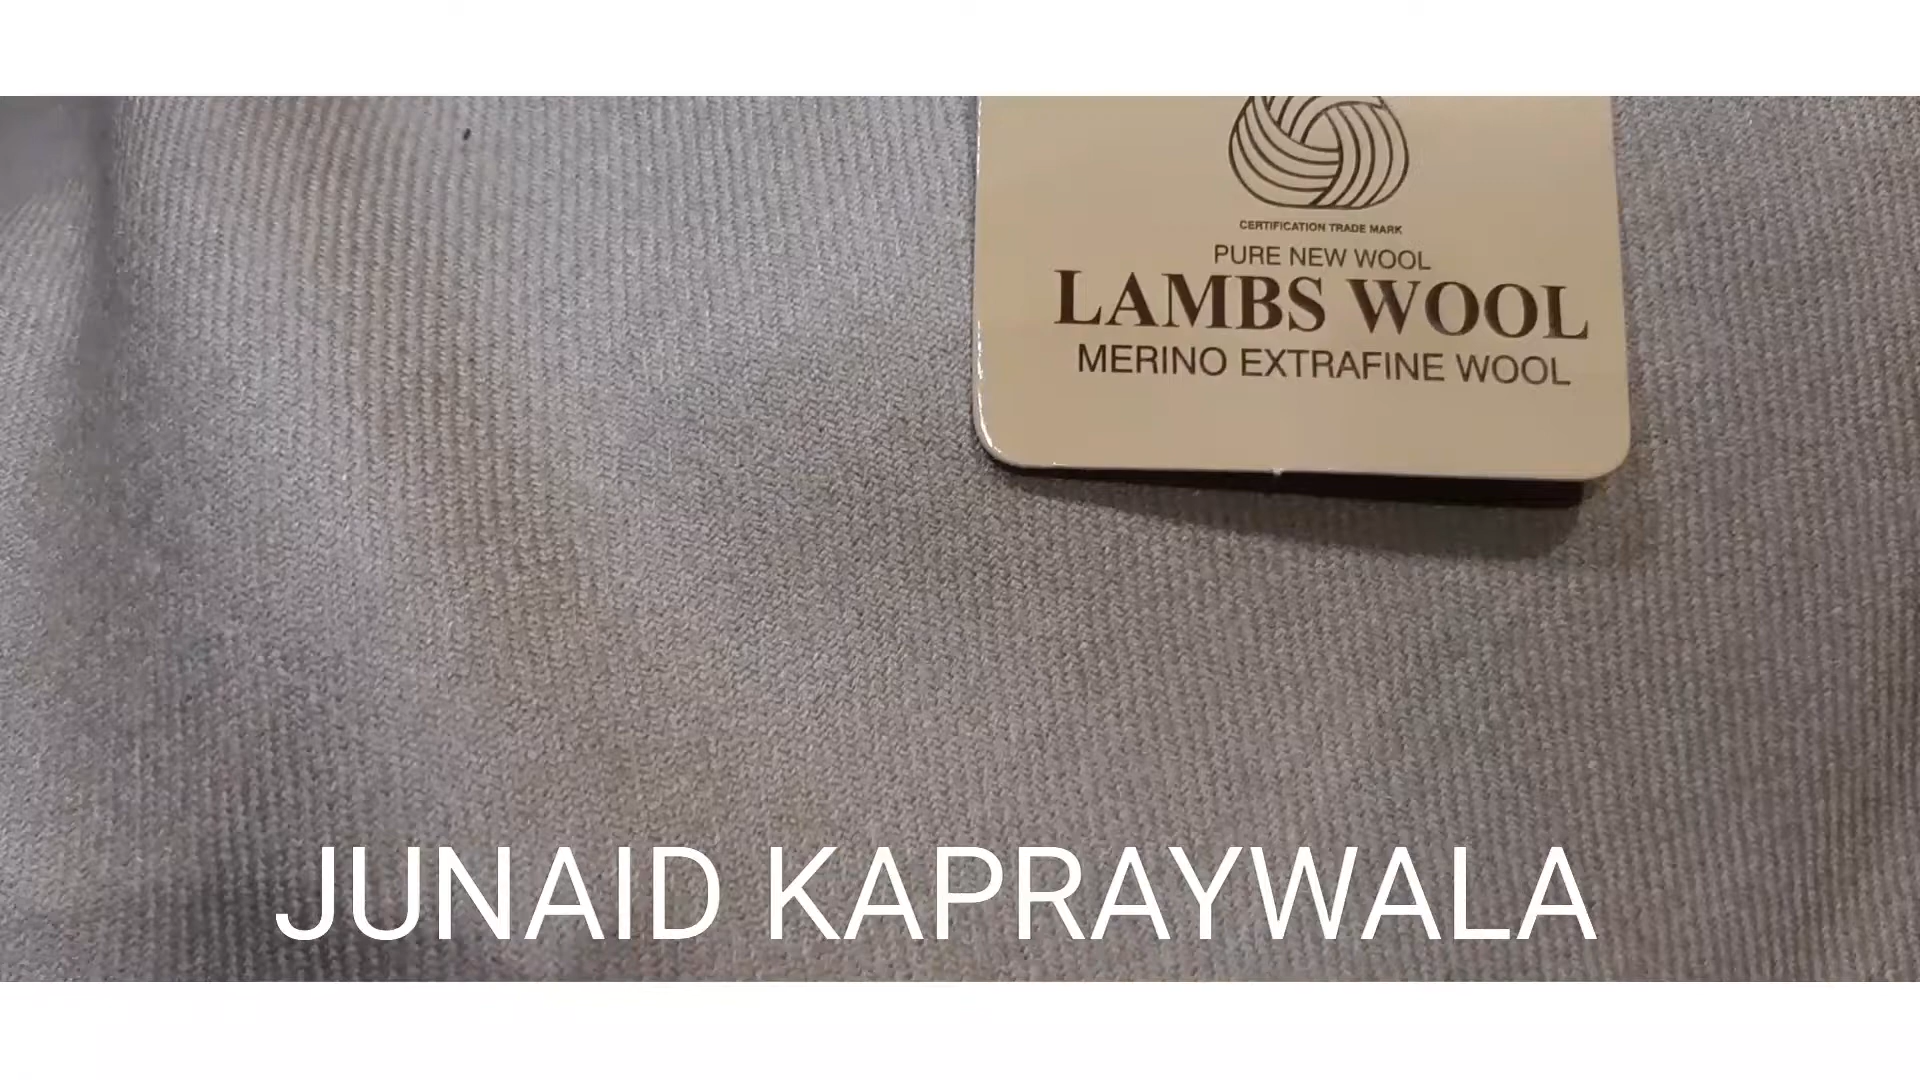 CERTIFICATION TRADE MARK
PURE NEW WOOL
LAMBS WOOL
MERINO EXTRAFINE WOOL
JUNAID KAPRAYWALA